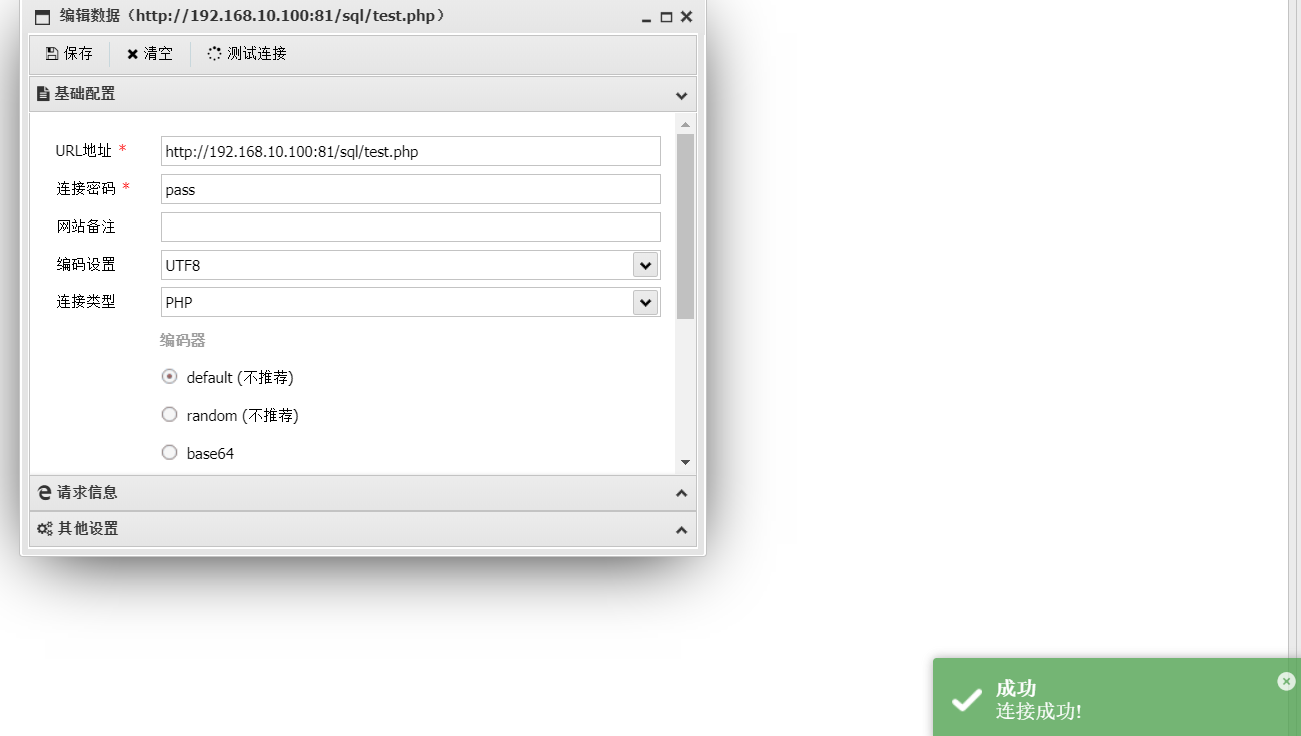 编辑数据（http://192.168.10.100:81/sql/test.php）
保存 清空 测试连接
基础配置
URL地址 * http://192.168.10.100:81/sql/test.php
连接密码 * pass
网站备注
编码设置 UTF8
连接类型 PHP
编码器
default (不推荐)
random (不推荐)
base64
请求信息
其他设置
成功
连接成功!